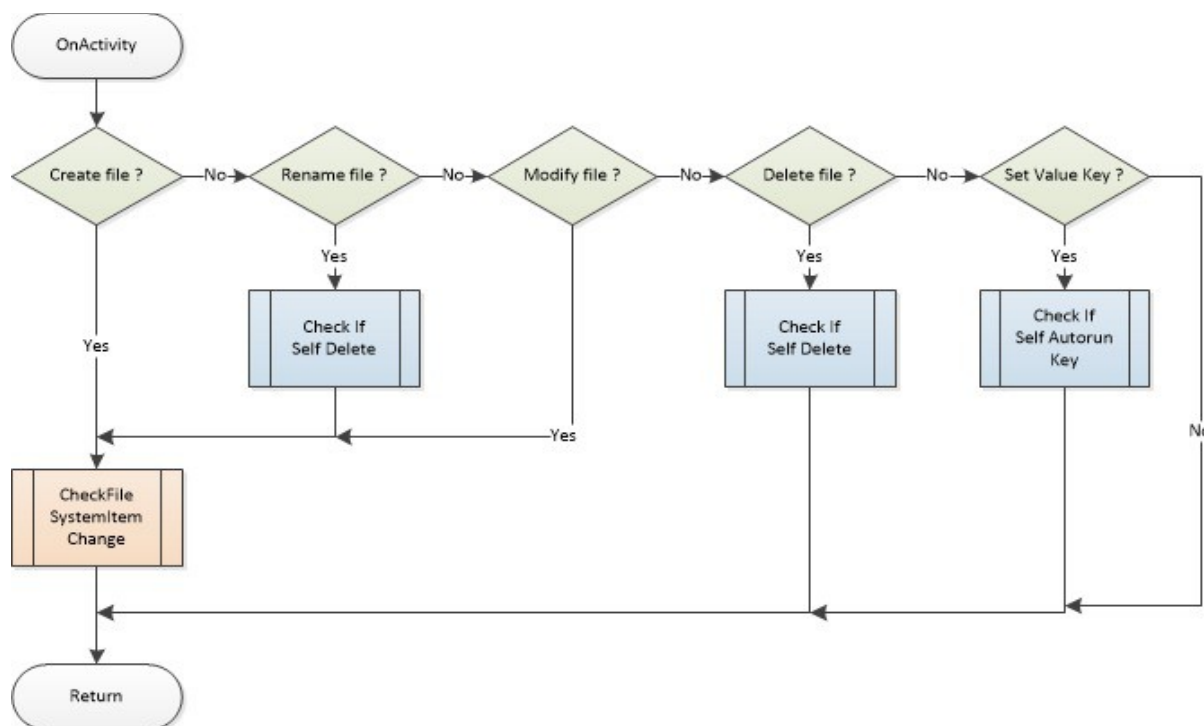 OnActivity
Create file ?
No
Rename file ?
No
Modify file ?
No
Delete file ?
No
Set Value Key ?
Yes
Yes
Yes
Check If
Self Delete
Check If
Self Delete
Check If
Self Autorun
Key
Yes
Yes
No
CheckFile
SystemItem
Change
Return